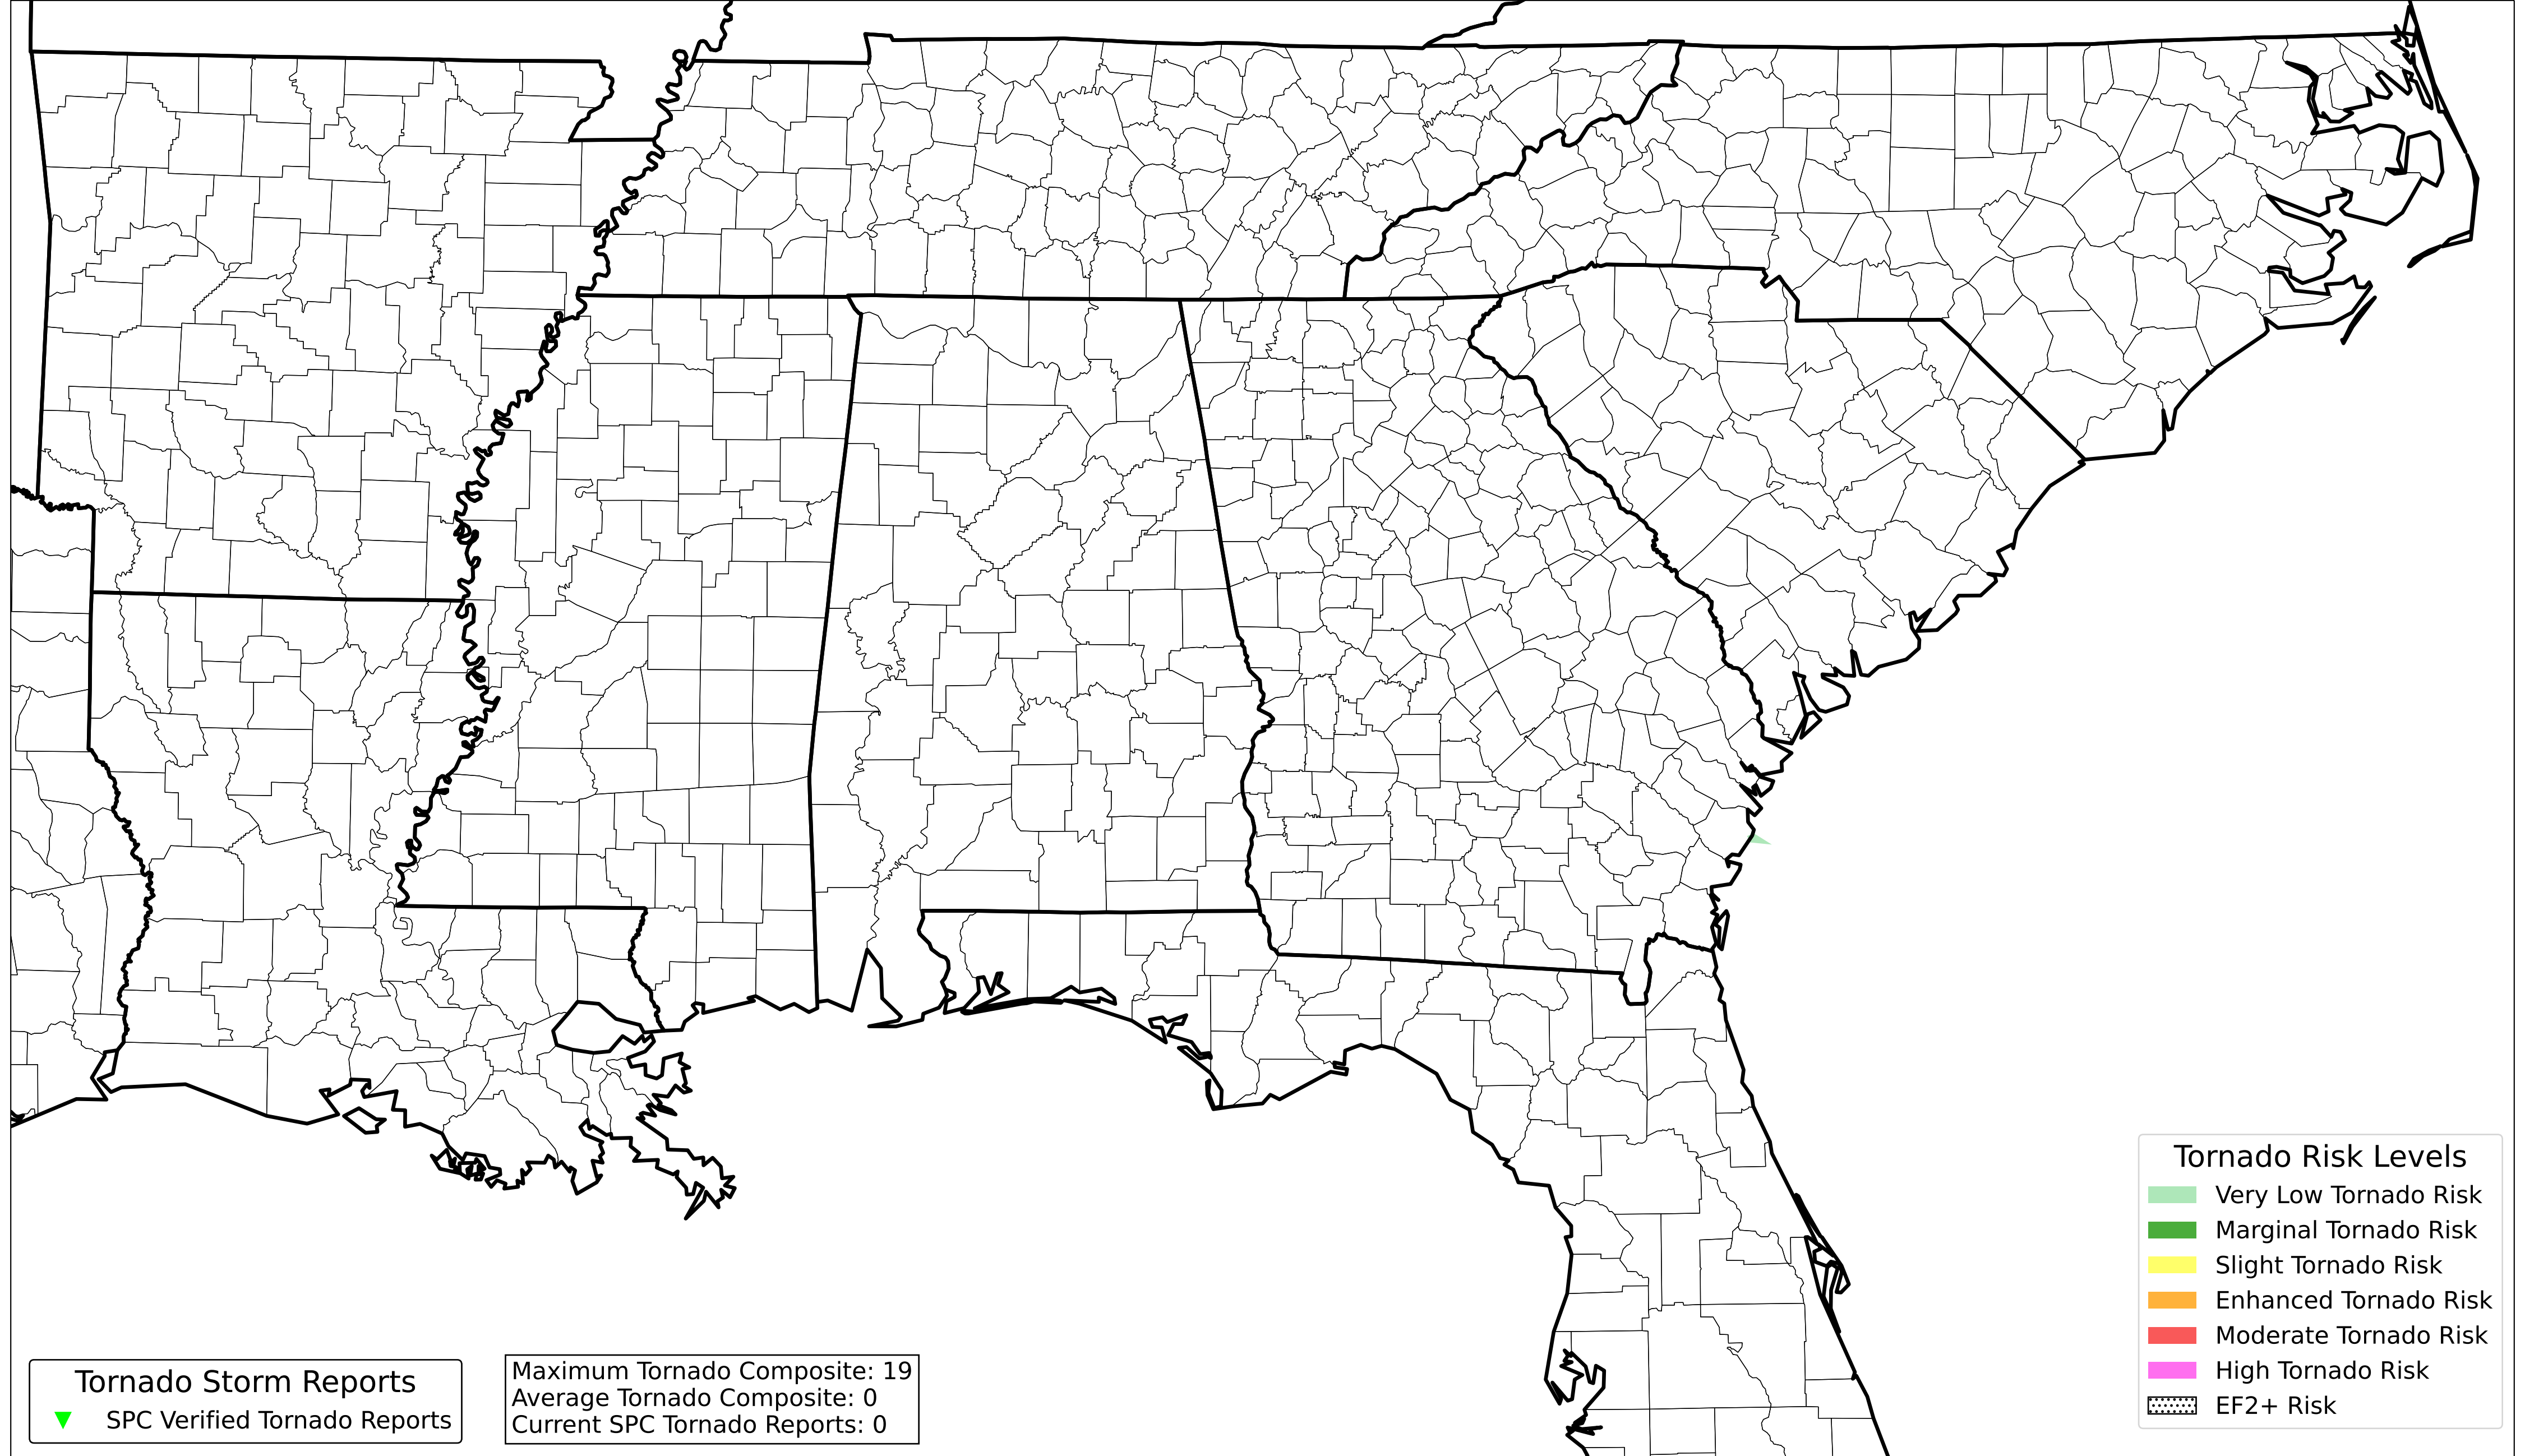 Tornado Risk Levels
Very Low Tornado Risk
Marginal Tornado Risk
Slight Tornado Risk
Enhanced Tornado Risk
Moderate Tornado Risk
High Tornado Risk
EF2+ Risk
Tornado Storm Reports
SPC Verified Tornado Reports
Maximum Tornado Composite: 19
Average Tornado Composite: 0
Current SPC Tornado Reports: 0